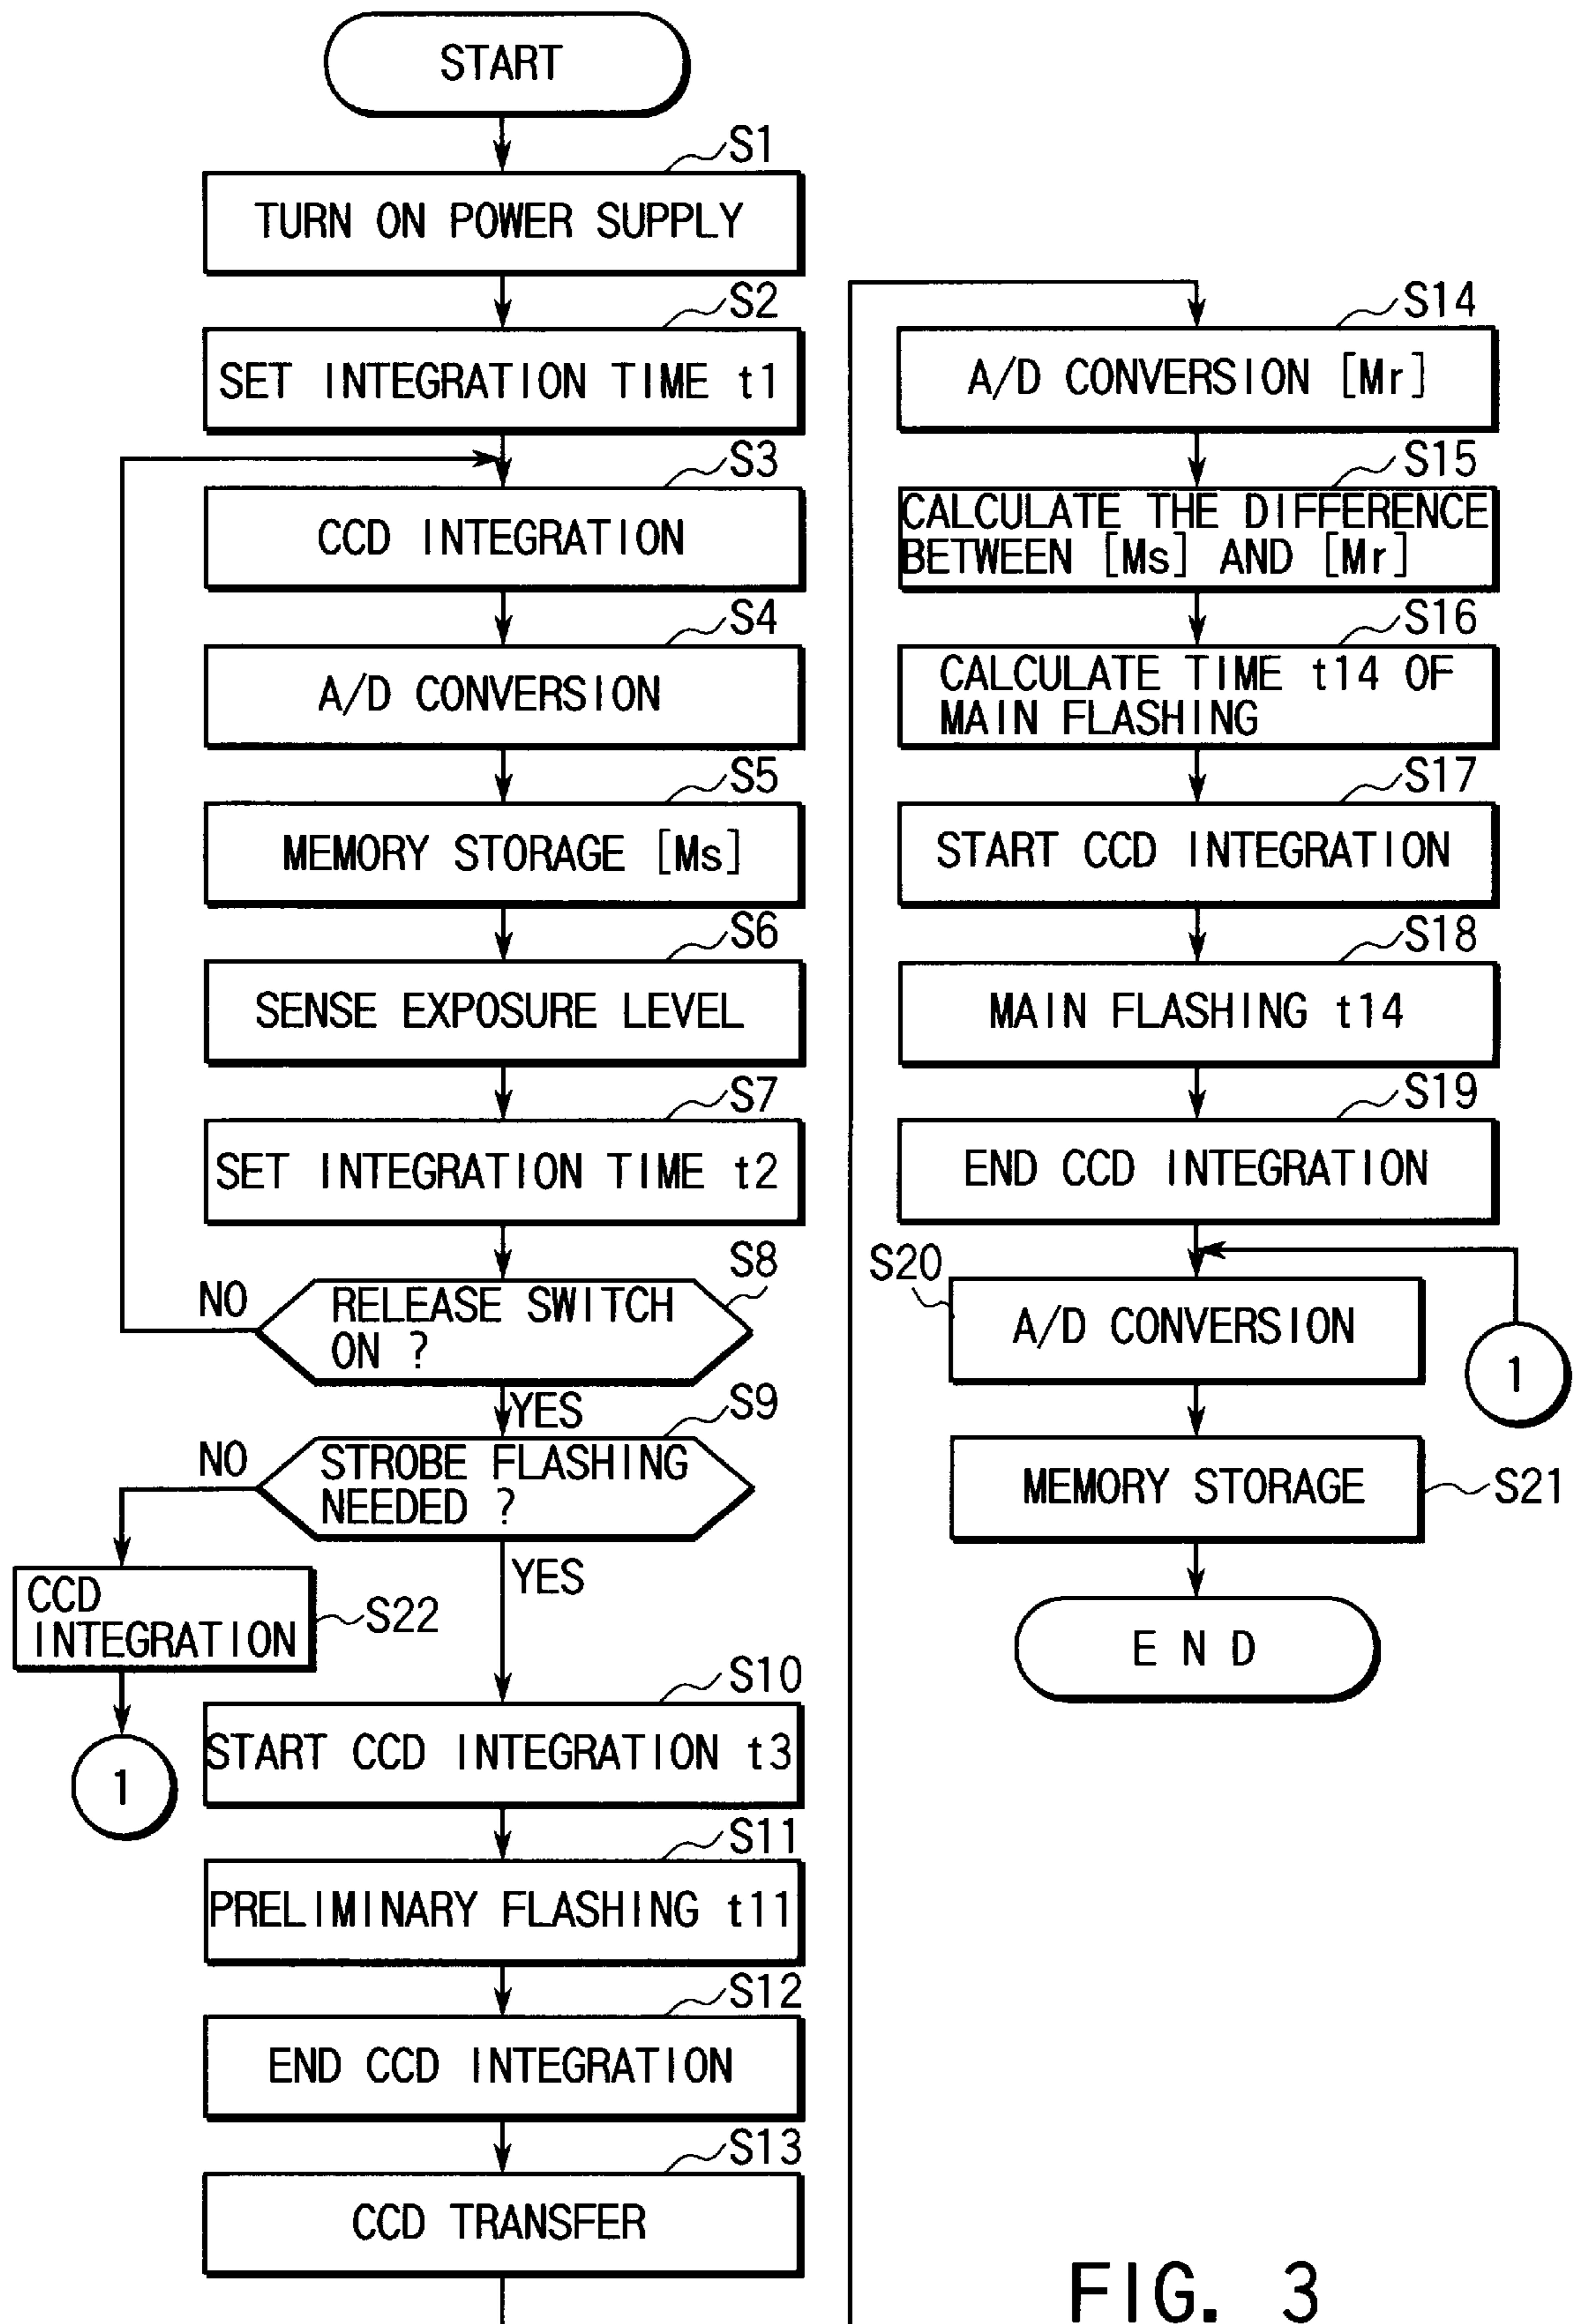 START
S1
TURN ON POWER SUPPLY
S2
SET INTEGRATION TIME t1
S3
CCD INTEGRATION
S4
A/D CONVERSION
S5
MEMORY STORAGE [Ms]
S6
SENSE EXPOSURE LEVEL
S7
SET INTEGRATION TIME t2
S8
NO
RELEASE SWITCH
ON ?
YES
S9
NO
STROBE FLASHING
NEEDED ?
YES
CCD
INTEGRATION
S22
1
S10
START CCD INTEGRATION t3
S11
PRELIMINARY FLASHING t11
S12
END CCD INTEGRATION
S13
CCD TRANSFER
S14
A/D CONVERSION [Mr]
S15
CALCULATE THE DIFFERENCE
BETWEEN [Ms] AND [Mr]
S16
CALCULATE TIME t14 OF
MAIN FLASHING
S17
START CCD INTEGRATION
S18
MAIN FLASHING t14
S19
END CCD INTEGRATION
S20
A/D CONVERSION
1
MEMORY STORAGE
S21
END
FIG. 3